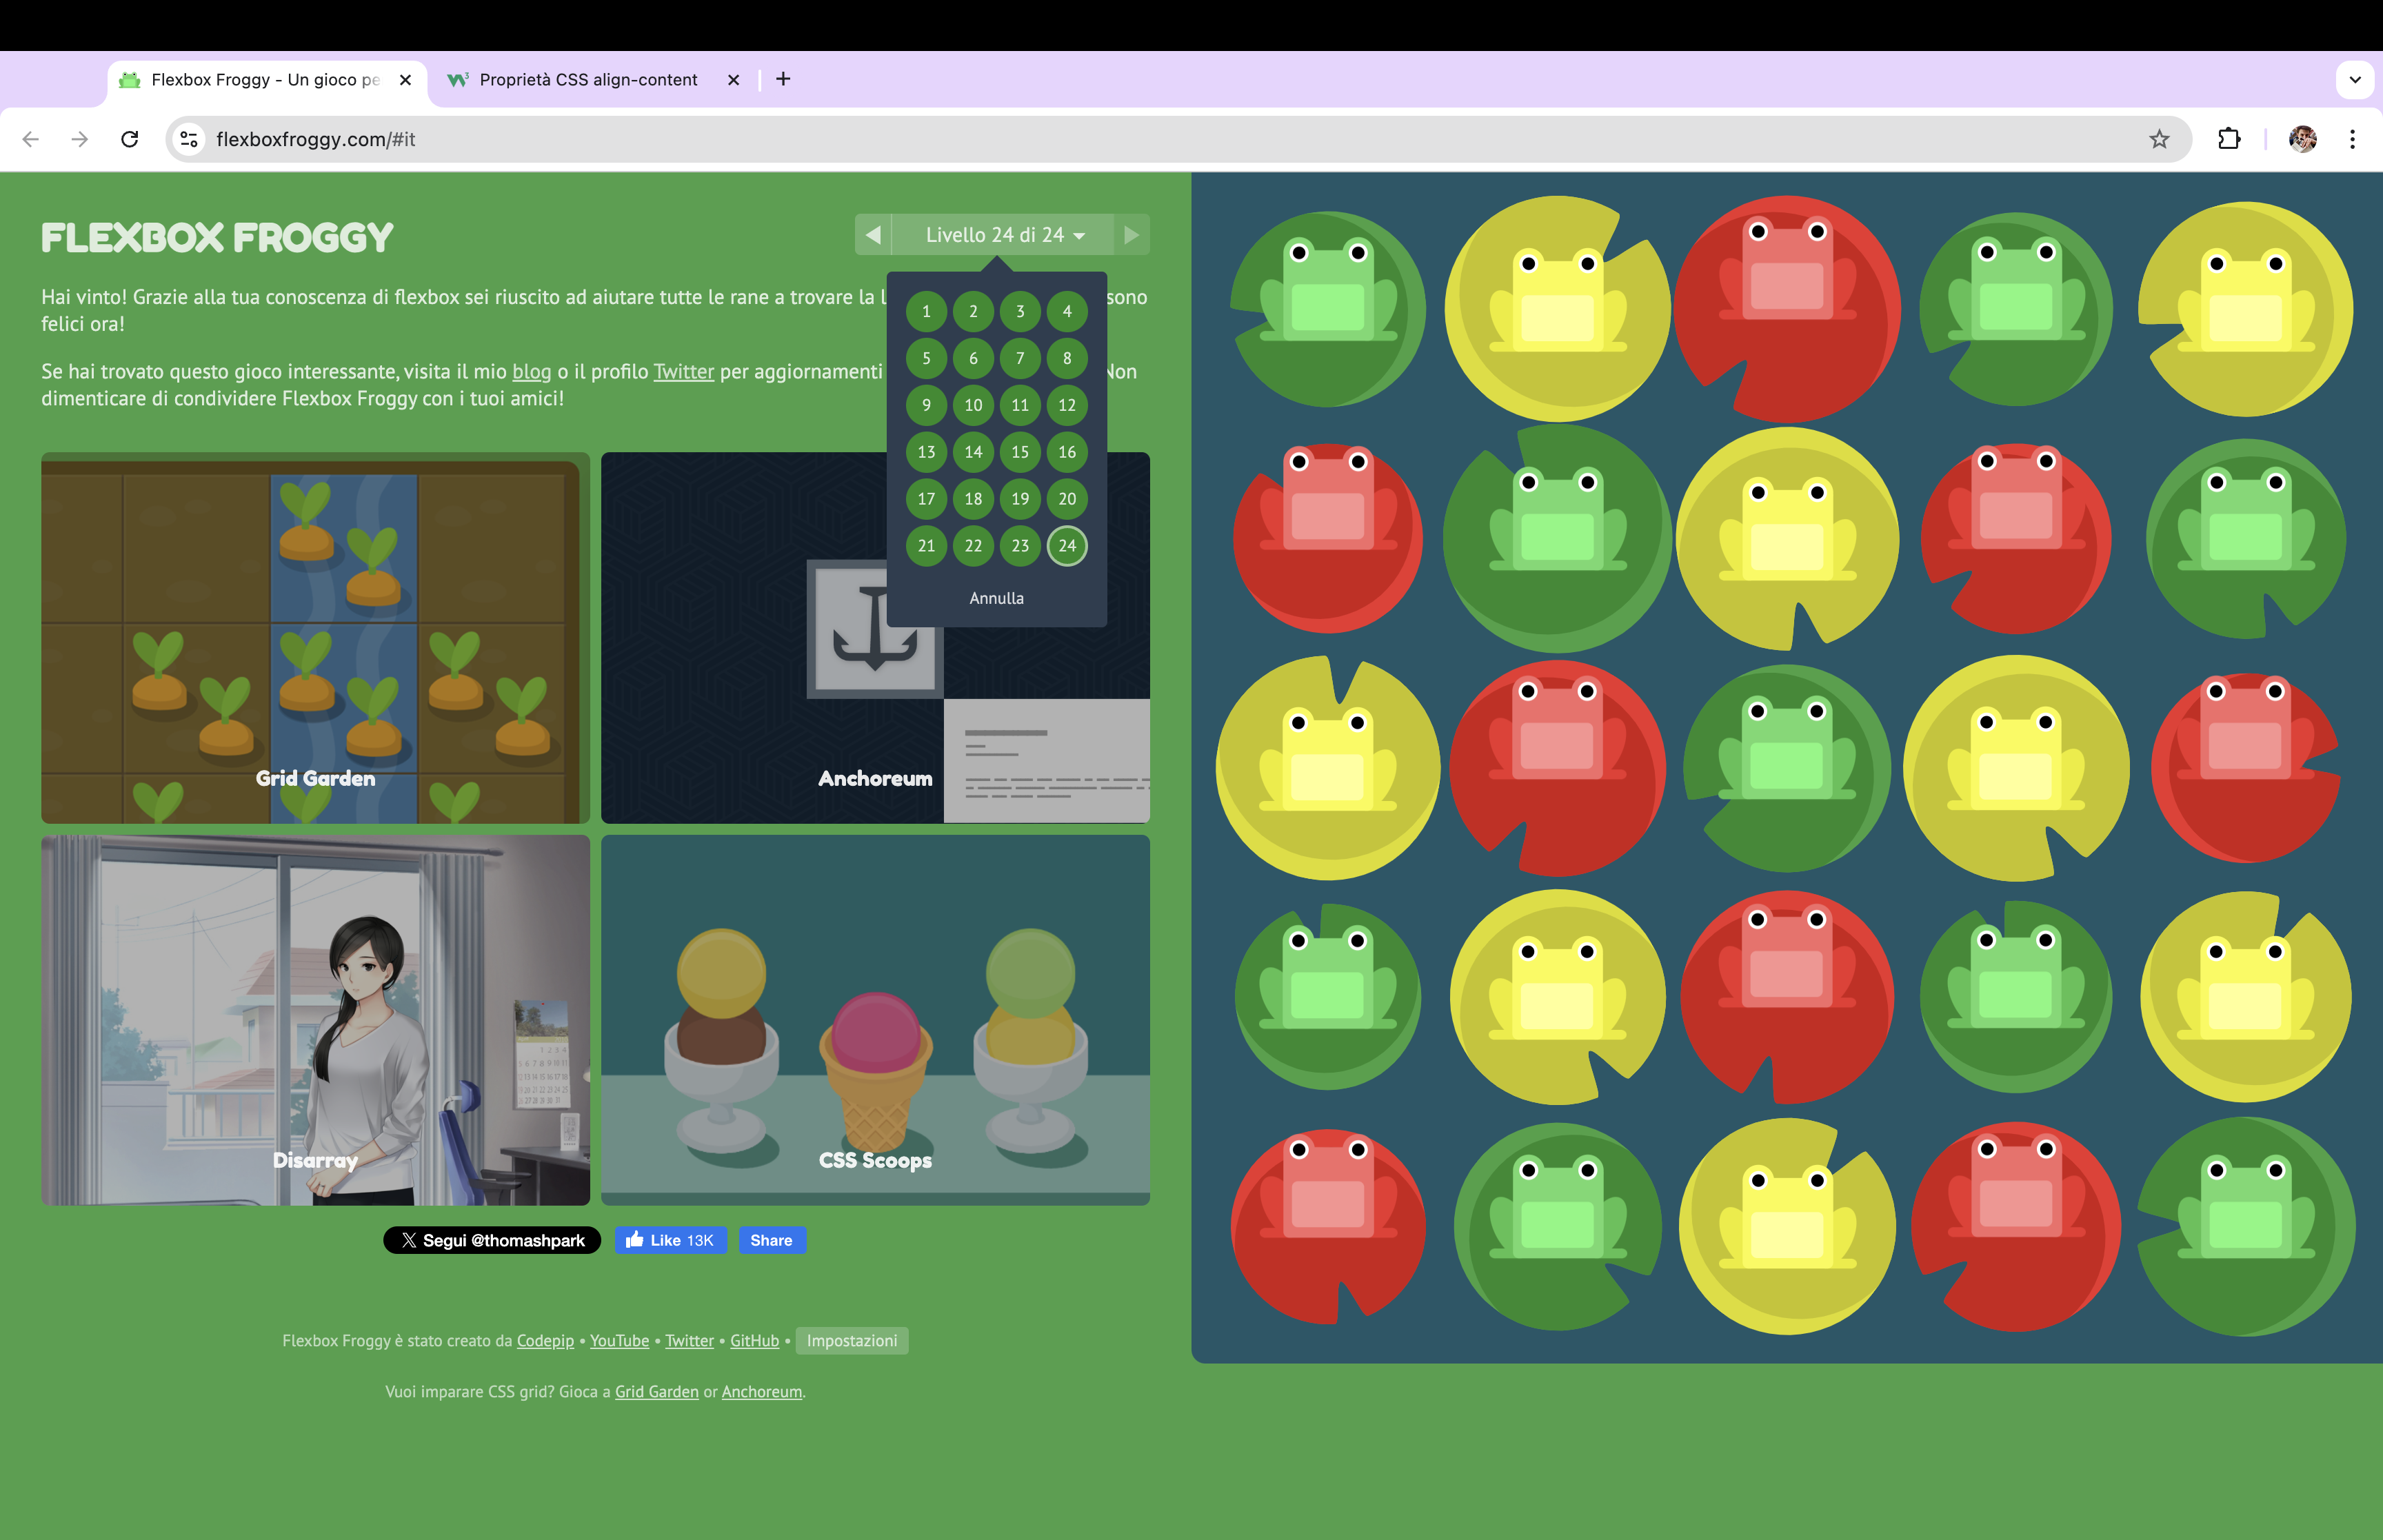 Flexbox Froggy - Un gioco pe
Proprietà CSS align-content
flexboxfroggy.com/#it
FLEXBOX FROGGY
Livello 24 di 24
Hai vinto! Grazie alla tua conoscenza di flexbox sei riuscito ad aiutare tutte le rane a trovare la l sono
felici ora!
Se hai trovato questo gioco interessante, visita il mio blog o il profilo Twitter per aggiornamenti Non
dimenticare di condividere Flexbox Froggy con i tuoi amici!
1 2 3 4
5 6 7 8
9 10 11 12
13 14 15 16
17 18 19 20
21 22 23 24
Annulla
Grid Garden
Anchoreum
Disarray
CSS Scoops
Segui @thomashpark
Like 13K
Share
Flexbox Froggy è stato creato da Codepip • YouTube • Twitter • GitHub • Impostazioni
Vuoi imparare CSS grid? Gioca a Grid Garden or Anchoreum.